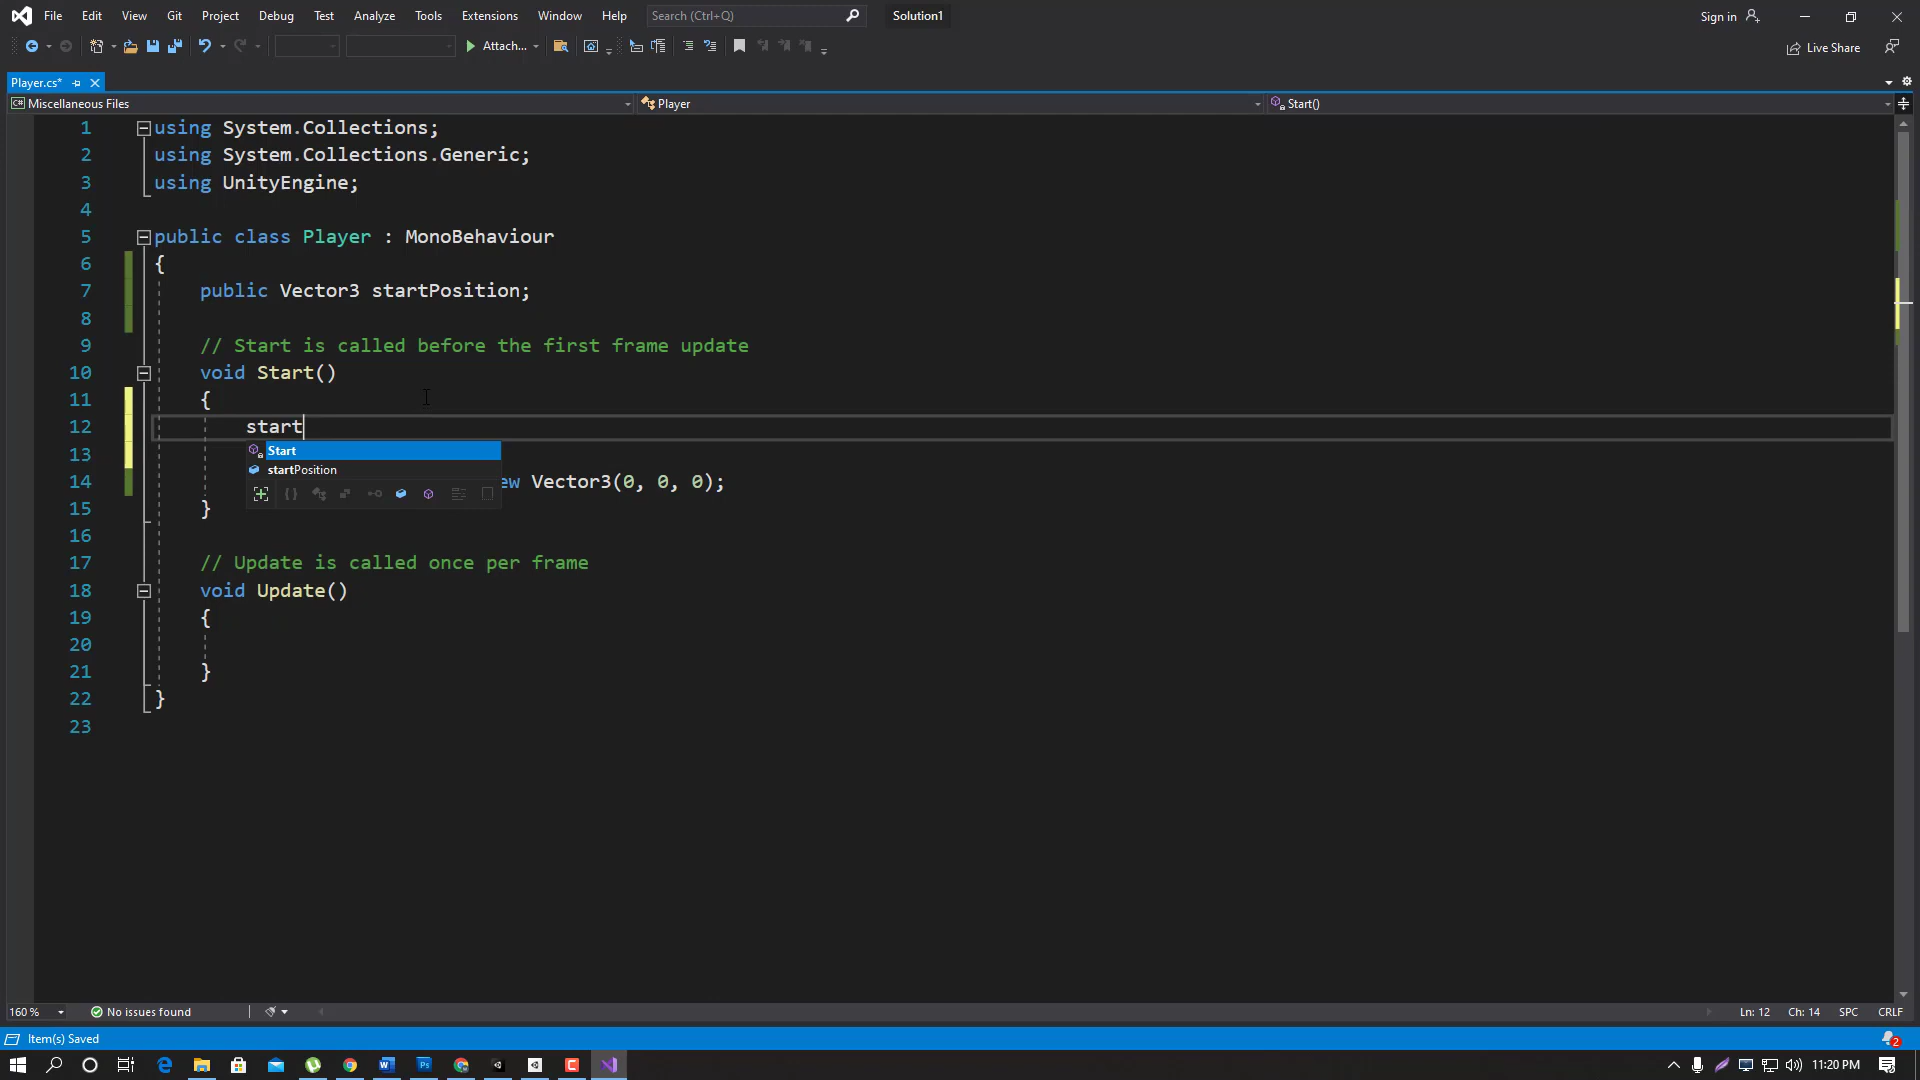 File Edit View Git Project Debug Test Analyze Tools Extensions Window Help Search (Ctrl+Q) Solution1 Sign in
Attach... Live Share
Player.cs*
Miscellaneous Files Player Start()
1 using System.Collections;
2 using System.Collections.Generic;
3 using UnityEngine;
4
5 public class Player : MonoBehaviour
6 {
7 public Vector3 startPosition;
8
9 // Start is called before the first frame update
10 void Start()
11 {
12 start
Start
13
startPosition
14 ew Vector3(0, 0, 0);
15 }
16
17 // Update is called once per frame
18 void Update()
19 {
20
21 }
22 }
23
160 % No issues found Ln: 12 Ch: 14 SPC CRLF
Item(s) Saved 2
W Ps 11:20 PM